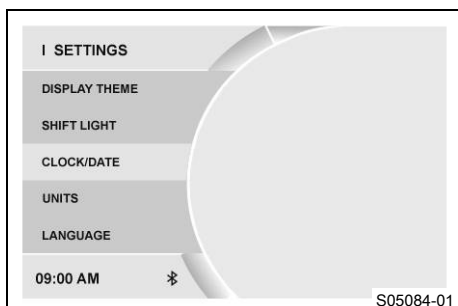 I SETTINGS
DISPLAY THEME
SHIFT LIGHT
CLOCK/DATE
UNITS
LANGUAGE
09:00 AM
S05084-01